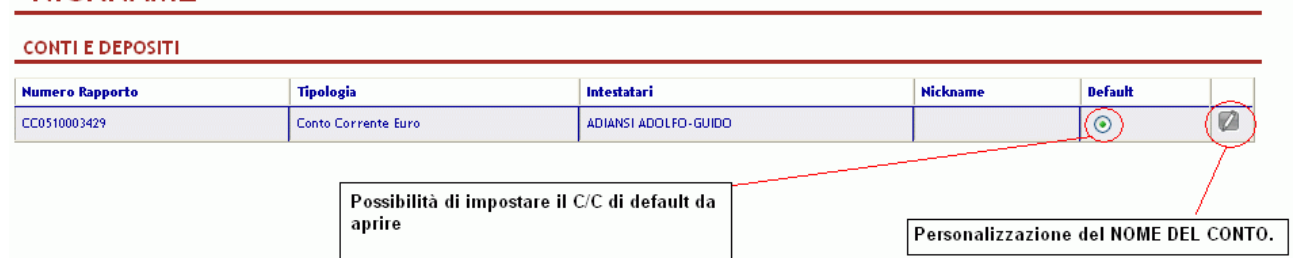 CONTI E DEPOSITI
Numero Rapporto Tipologia Intestatari Nickname Default
CC0510003429 Conto Corrente Euro ADIANSI ADOLFO-GUIDO
Possibilità di impostare il C/C di default da
aprire
Personalizzazione del NOME DEL CONTO.